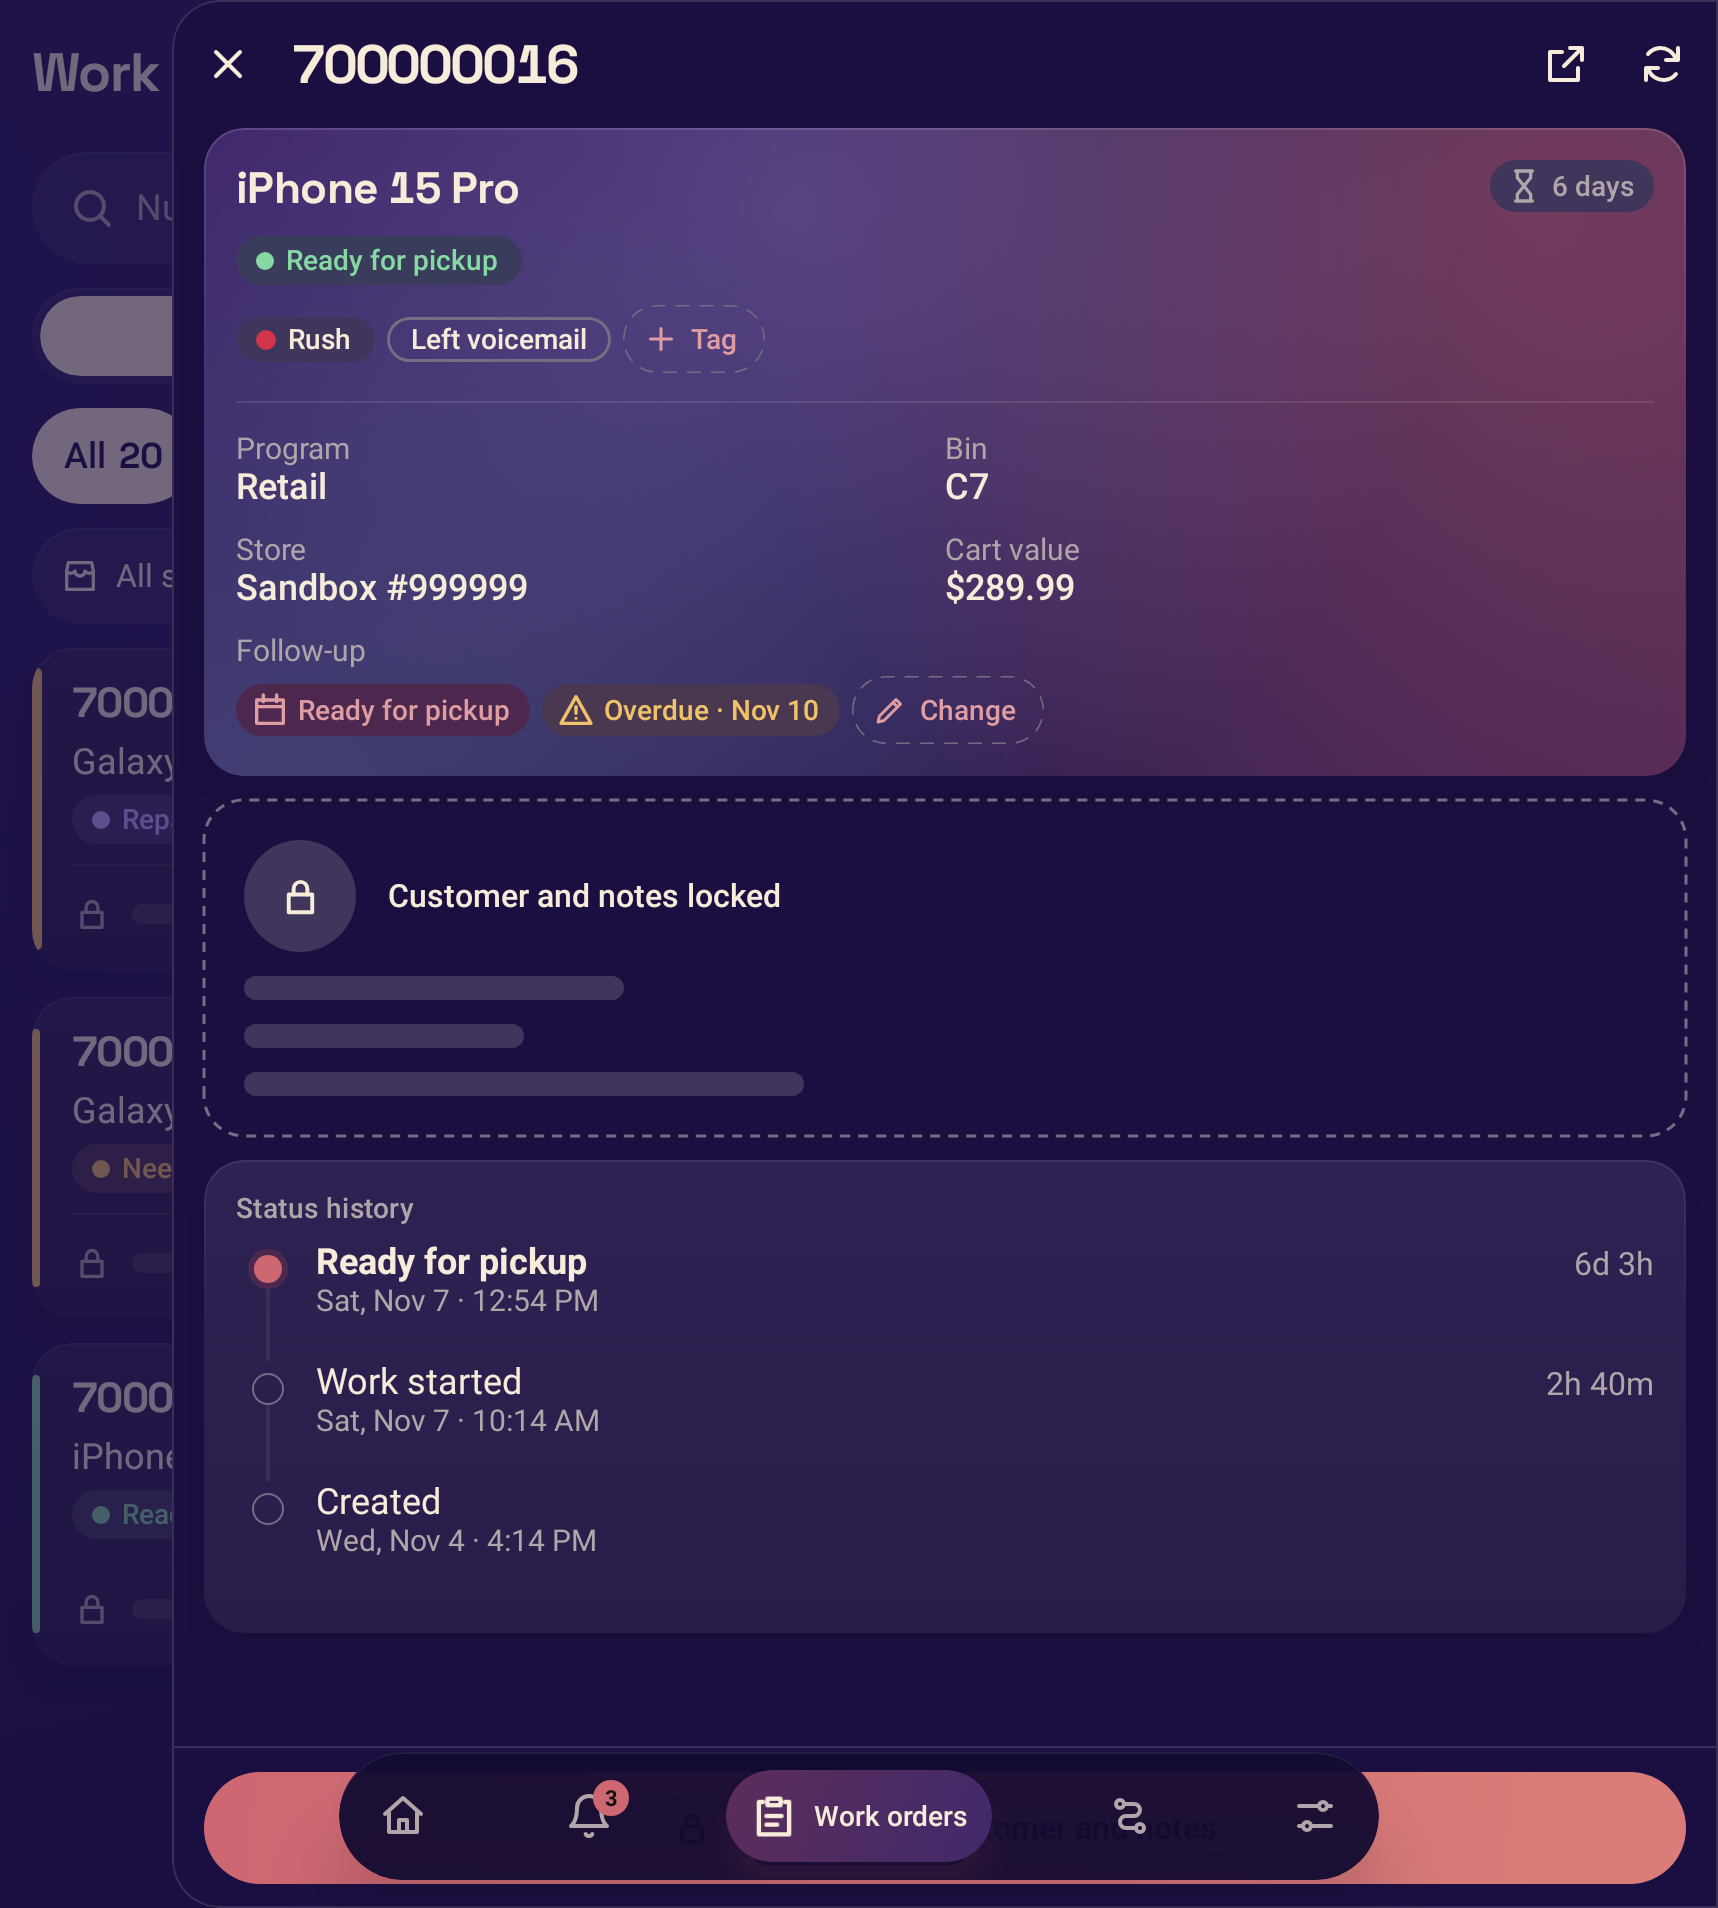 Work
700000016
All 20
iPhone 15 Pro
6 days
Ready for pickup
Rush
Left voicemail
Tag
Program
Retail
Bin
C7
Store
Sandbox #999999
Cart value
$289.99
Follow-up
Ready for pickup
Overdue · Nov 10
Change
Customer and notes locked
Status history
Ready for pickup
6d 3h
Sat, Nov 7 · 12:54 PM
Work started
2h 40m
Sat, Nov 7 · 10:14 AM
Created
Wed, Nov 4 · 4:14 PM
7000
Galaxy
7000
Galaxy
7000
iPhone
3
Work orders
and notes